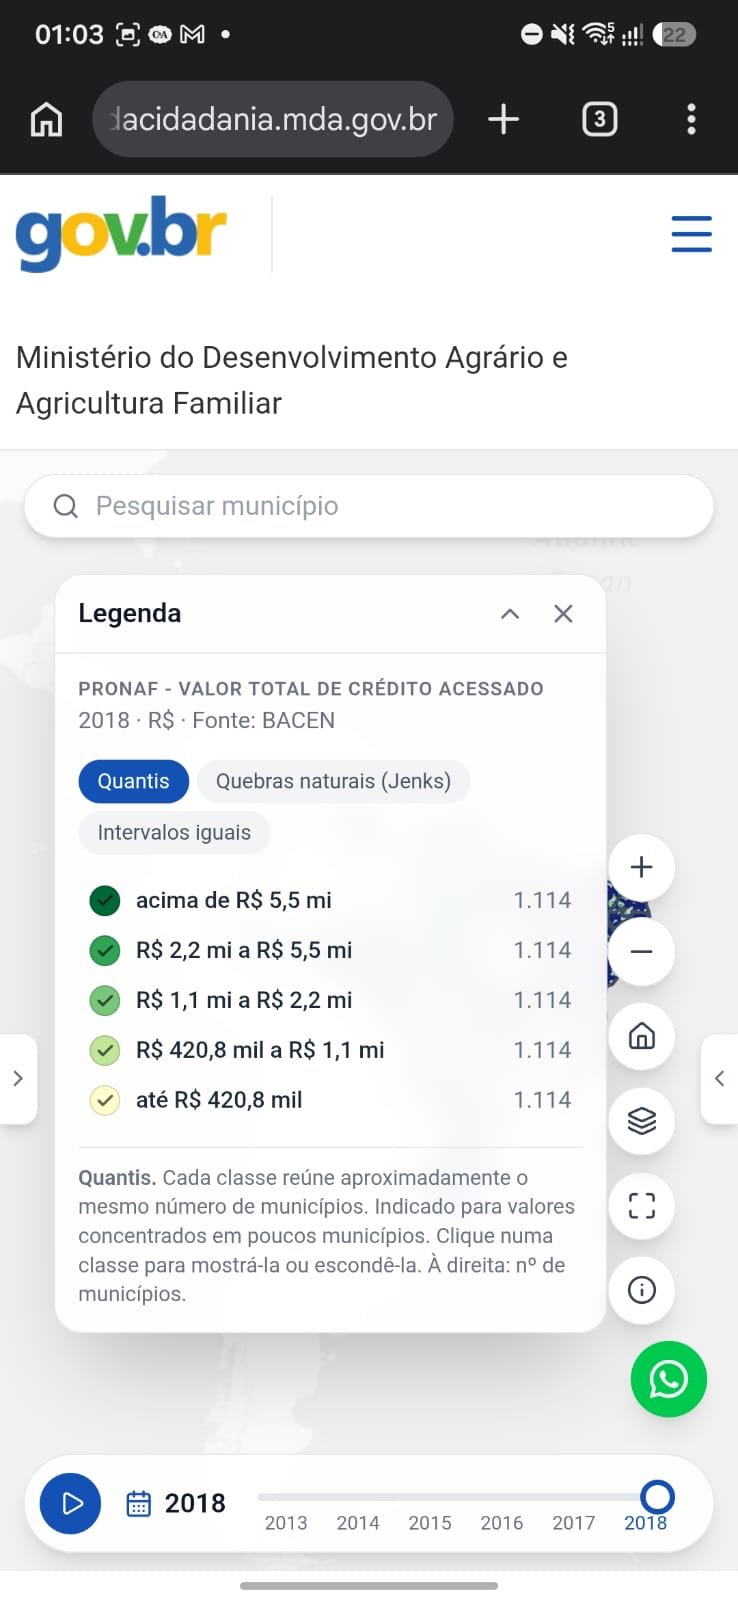 01:03
22
dacidadania.mda.gov.br
3
gov.br
Ministério do Desenvolvimento Agrário e
Agricultura Familiar
Pesquisar município
Legenda
PRONAF - VALOR TOTAL DE CRÉDITO ACESSADO
2018 · R$ · Fonte: BACEN
Quantis
Quebras naturais (Jenks)
Intervalos iguais
acima de R$ 5,5 mi 1.114
R$ 2,2 mi a R$ 5,5 mi 1.114
R$ 1,1 mi a R$ 2,2 mi 1.114
R$ 420,8 mil a R$ 1,1 mi 1.114
até R$ 420,8 mil 1.114
Quantis. Cada classe reúne aproximadamente o
mesmo número de municípios. Indicado para valores
concentrados em poucos municípios. Clique numa
classe para mostrá-la ou escondê-la. À direita: nº de
municípios.
2018
2013 2014 2015 2016 2017 2018